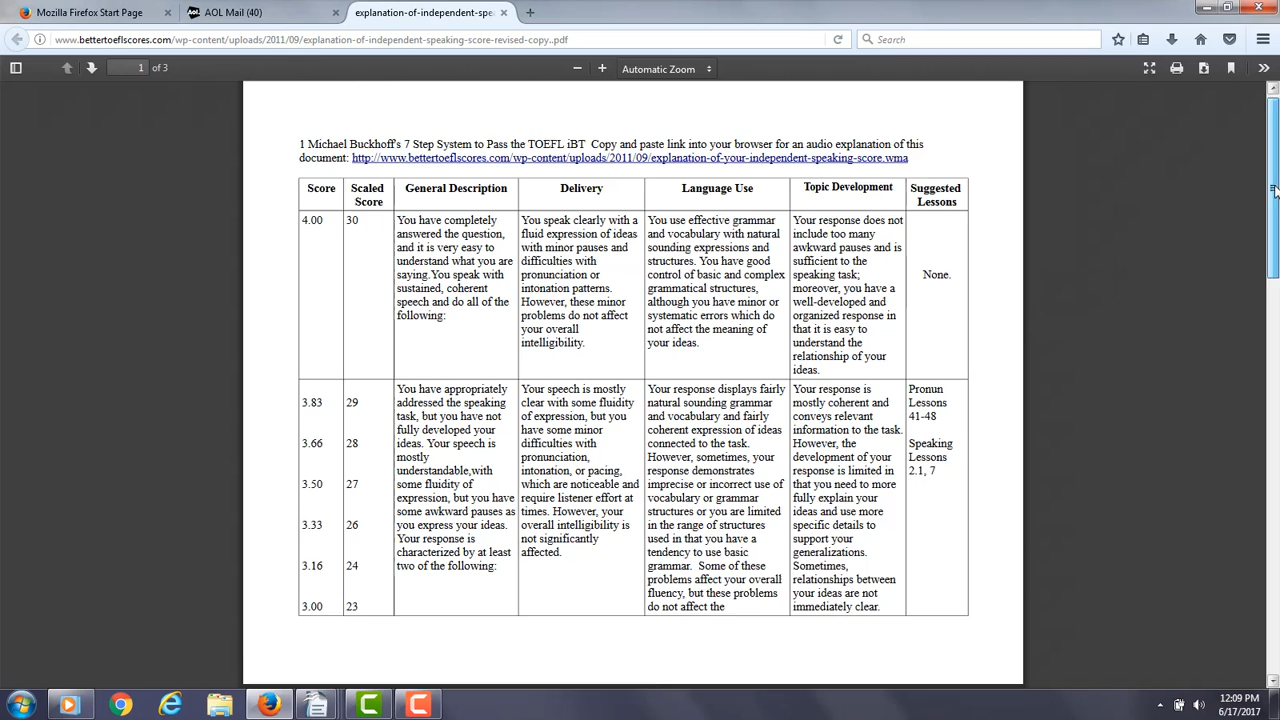 Mozilla Firefox Start Page
AOL Mail (40)
explanation-of-independent-spe
www.bettertoeflscores.com/wp-content/uploads/2011/09/explanation-of-independent-speaking-score-revised-copy..pdf
Search
1 of 3
Automatic Zoom
1 Michael Buckhoff's 7 Step System to Pass the TOEFL iBT Copy and paste link into your browser for an audio explanation of this
document: http://www.bettertoeflscores.com/wp-content/uploads/2011/09/explanation-of-your-independent-speaking-score.wma
Score
Scaled
Score
General Description
Delivery
Language Use
Topic Development
Suggested
Lessons
4.00
30
You have completely
answered the question,
and it is very easy to
understand what you are
saying.You speak with
sustained, coherent
speech and do all of the
following:
You speak clearly with a
fluid expression of ideas
with minor pauses and
difficulties with
pronunciation or
intonation patterns.
However, these minor
problems do not affect
your overall
intelligibility.
You use effective grammar
and vocabulary with natural
sounding expressions and
structures. You have good
control of basic and complex
grammatical structures,
although you have minor or
systematic errors which do
not affect the meaning of
your ideas.
Your response does not
include too many
awkward pauses and is
sufficient to the
speaking task;
moreover, you have a
well-developed and
organized response in
that it is easy to
understand the
relationship of your
ideas.
None.
3.83
3.66
3.50
3.33
3.16
3.00
29
28
27
26
24
23
You have appropriately
addressed the speaking
task, but you have not
fully developed your
ideas. Your speech is
mostly
understandable,with
some fluidity of
expression, but you have
some awkward pauses as
you express your ideas.
Your response is
characterized by at least
two of the following:
Your speech is mostly
clear with some fluidity
of expression, but you
have some minor
difficulties with
pronunciation,
intonation, or pacing,
which are noticeable and
require listener effort at
times. However, your
overall intelligibility is
not significantly
affected.
Your response displays fairly
natural sounding grammar
and vocabulary and fairly
coherent expression of ideas
connected to the task.
However, sometimes, your
response demonstrates
imprecise or incorrect use of
vocabulary or grammar
structures or you are limited
in the range of structures
used in that you have a
tendency to use basic
grammar. Some of these
problems affect your overall
fluency, but these problems
do not affect the
Your response is
mostly coherent and
conveys relevant
information to the task.
However, the
development of your
response is limited in
that you need to more
fully explain your
ideas and use more
specific details to
support your
generalizations.
Sometimes,
relationships between
your ideas are not
immediately clear.
Pronun
Lessons
41-48
Speaking
Lessons
2.1, 7
12:09 PM
6/17/2017